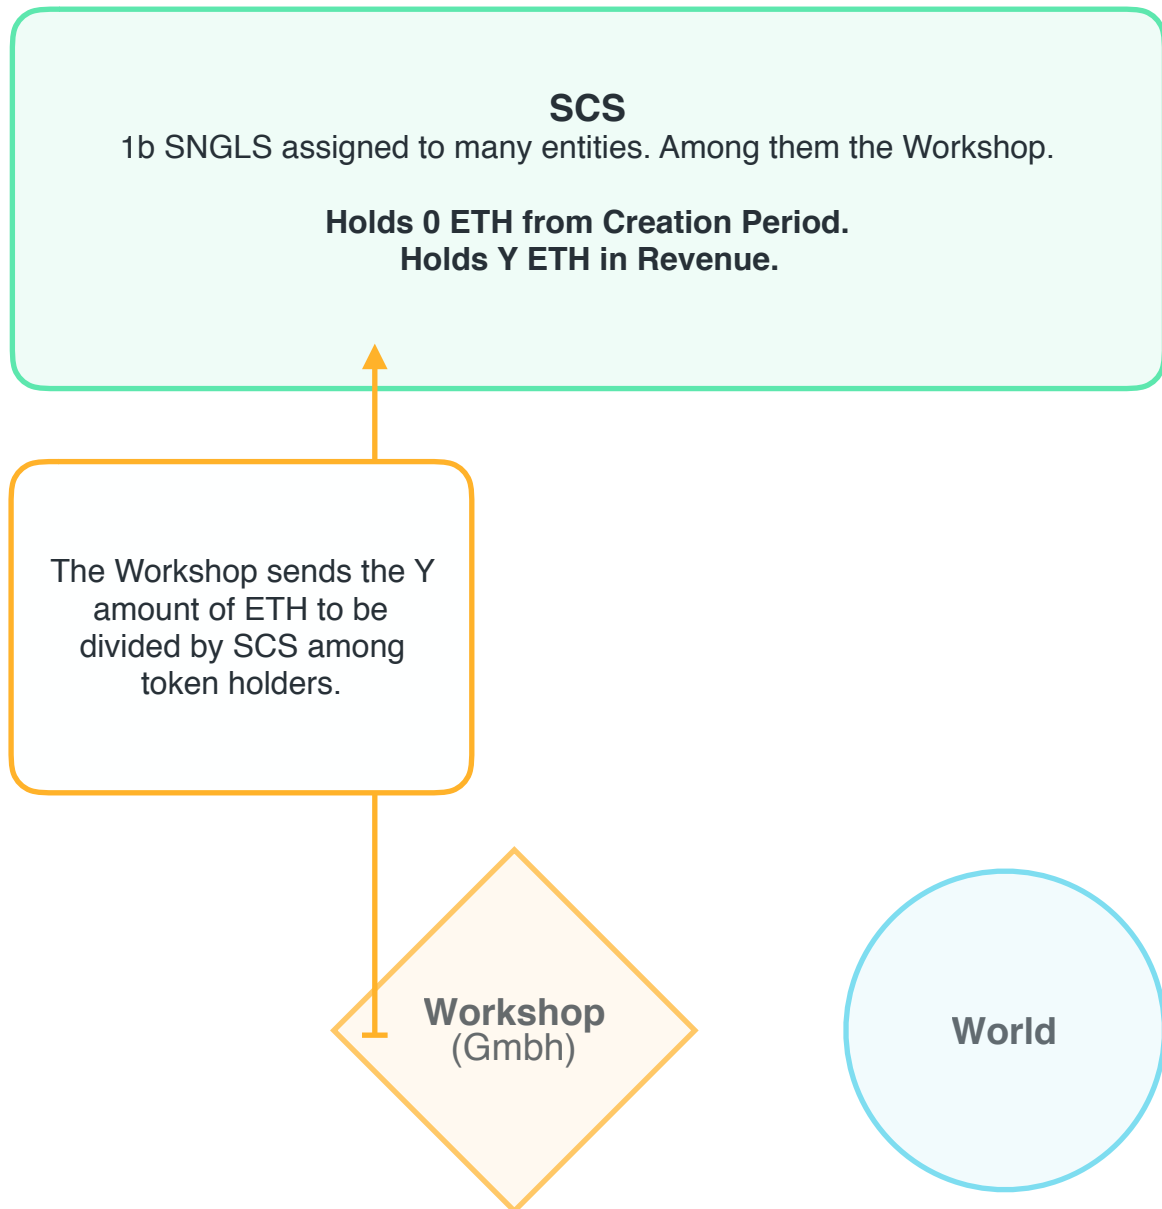 SCS
1b SNGLS assigned to many entities. Among them the Workshop.
Holds 0 ETH from Creation Period.
Holds Y ETH in Revenue.
The Workshop sends the Y
amount of ETH to be
divided by SCS among
token holders.
Workshop
(Gmbh)
World